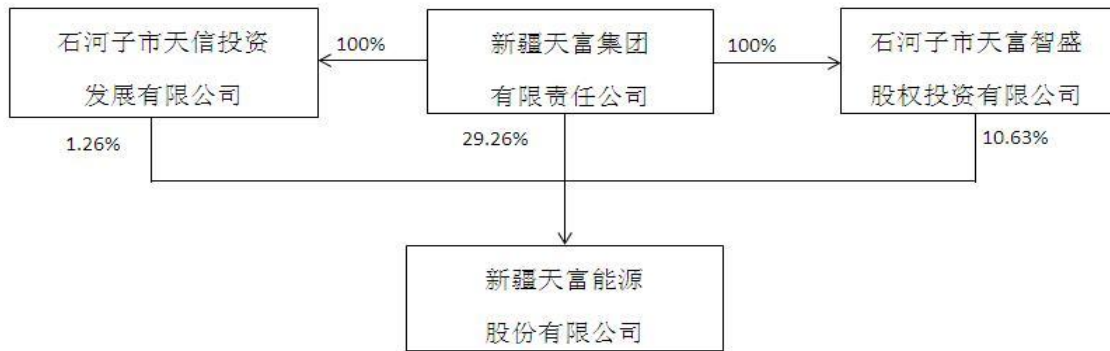 石河子市天信投资
发展有限公司
100%
新疆天富集团
有限责任公司
100%
石河子市天富智盛
股权投资有限公司
1.26%
29.26%
10.63%
新疆天富能源
股份有限公司